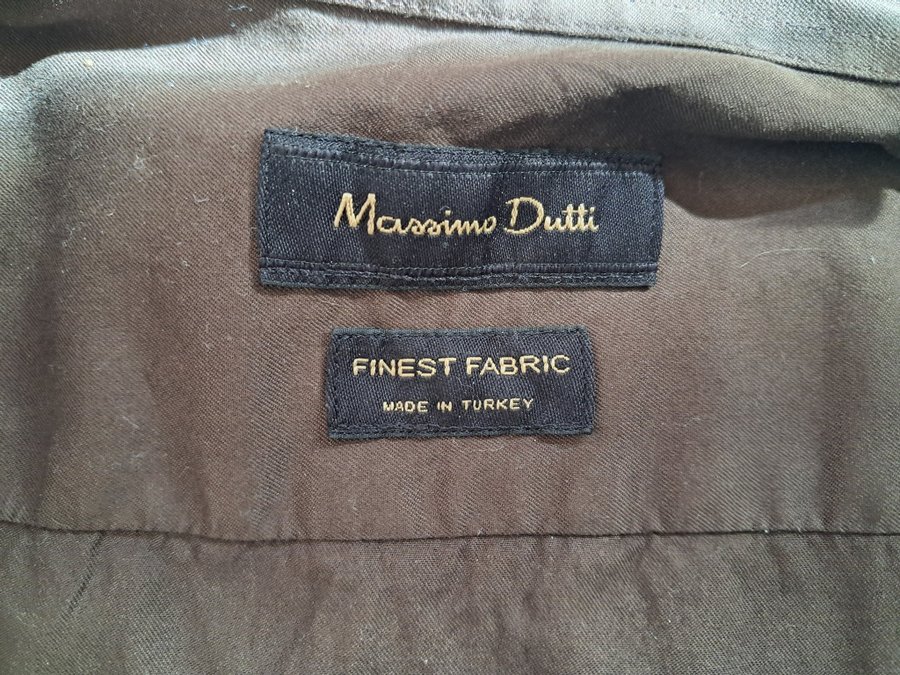 Massimo Dutti
FINEST FABRIC
MADE IN TURKEY